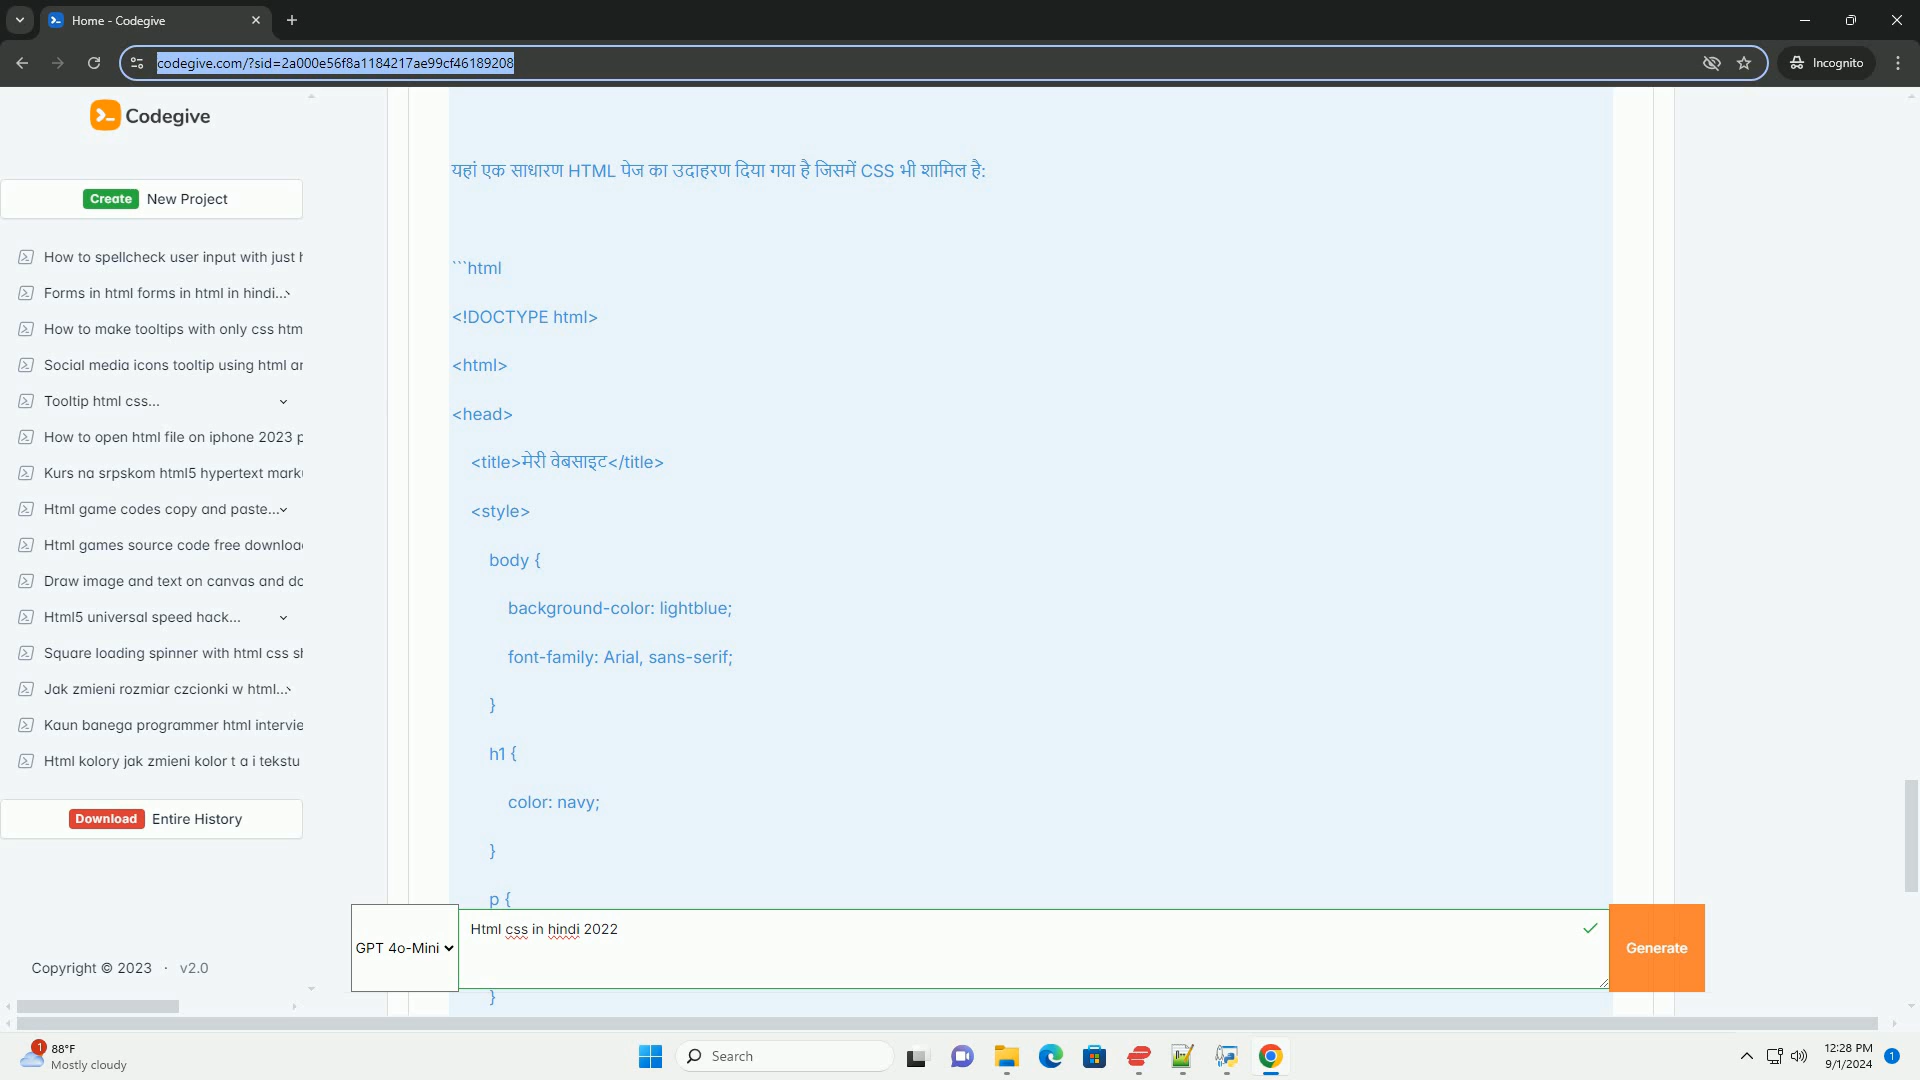 Home - Codegive
codegive.com/?sid=2a000e56f8a1184217ae99cf46189208
Incognito
Codegive
Create New Project
How to spellcheck user input with just h
Forms in html forms in html in hindi...
How to make tooltips with only css htm
Social media icons tooltip using html an
Tooltip html css...
How to open html file on iphone 2023 p
Kurs na srpskom html5 hypertext marku
Html game codes copy and paste...
Html games source code free download
Draw image and text on canvas and do
Html5 universal speed hack...
Square loading spinner with html css sh
Jak zmieni rozmiar czcionki w html...
Kaun banega programmer html intervie
Html kolory jak zmieni kolor t a i tekstu
Download Entire History
Copyright © 2023 · v2.0
यहां एक साधारण HTML पेज का उदाहरण दिया गया है जिसमें CSS भी शामिल है:
```html
<!DOCTYPE html>
<html>
<head>
<title>मेरी वेबसाइट</title>
<style>
body {
background-color: lightblue;
font-family: Arial, sans-serif;
}
h1 {
color: navy;
}
p {
}
GPT 4o-Mini
Html css in hindi 2022
Generate
1
88°F
Mostly cloudy
Search
12:28 PM
9/1/2024
1